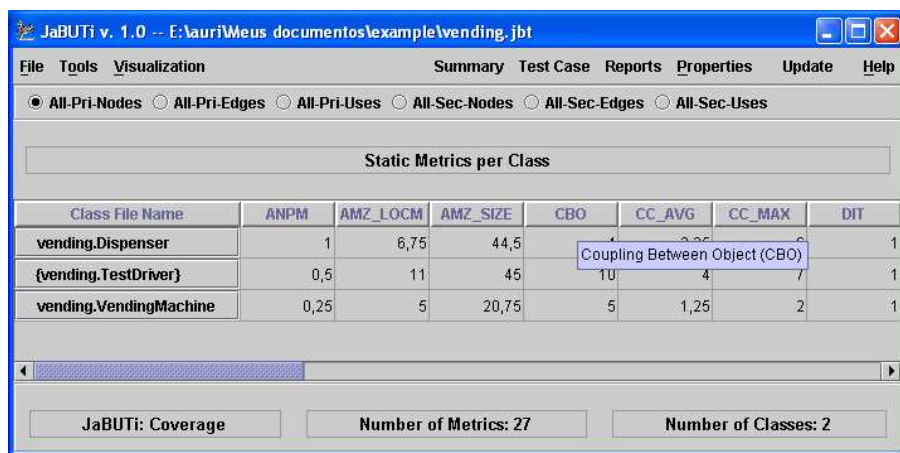 JaBUTi v. 1.0 -- E:\auri\Meus documentos\example\vending.jbt
File Tools Visualization Summary Test Case Reports Properties Update Help
All-Pri-Nodes All-Pri-Edges All-Pri-Uses All-Sec-Nodes All-Sec-Edges All-Sec-Uses
Static Metrics per Class
Class File Name ANPM AMZ_LOCM AMZ_SIZE CBO CC_AVG CC_MAX DIT
vending.Dispenser 1 6,75 44,5 1
Coupling Between Object (CBO)
{vending.TestDriver} 0,5 11 45 10 4 7 1
vending.VendingMachine 0,25 5 20,75 5 1,25 2 1
JaBUTi: Coverage Number of Metrics: 27 Number of Classes: 2